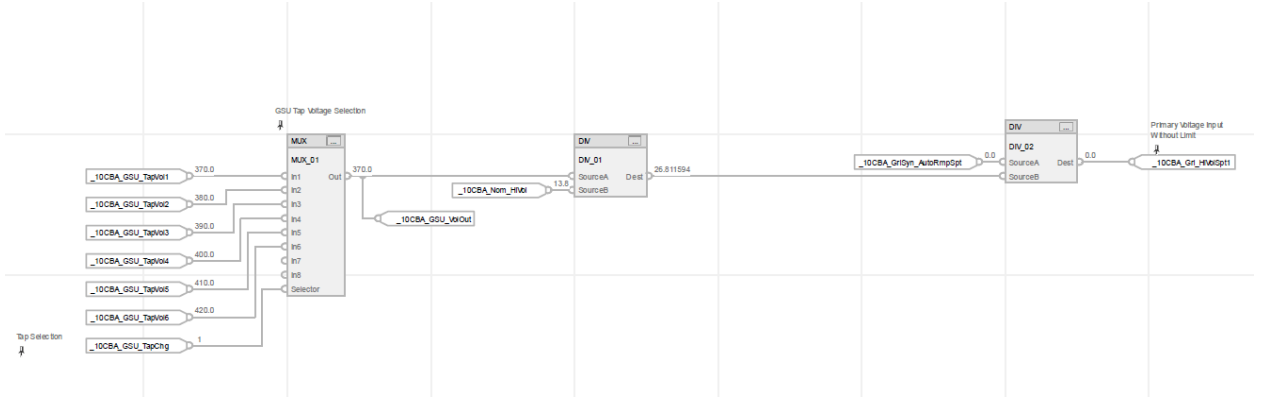 GSU Tap Voltage Selection
MUX ...
MUX_01
_10CBA_GSU_TapVol1 370.0 In1 Out 370.0
_10CBA_GSU_TapVol2 380.0 In2
_10CBA_GSU_TapVol3 390.0 In3
_10CBA_GSU_TapVol4 400.0 In4
_10CBA_GSU_TapVol5 410.0 In5
_10CBA_GSU_TapVol6 420.0 In6
In7
In8
Tap Selection
_10CBA_GSU_TapChg 1 Selector
_10CBA_GSU_VolOut
DIV ...
DIV_01
SourceA Dest 26.811594
_10CBA_Nom_HIVol 13.8 SourceB
DIV ...
DIV_02
_10CBA_GrlSyn_AutoRmpSpt 0.0 SourceA Dest 0.0
SourceB
Primary Voltage Input
Without Limit
_10CBA_Grl_HIVolSpt1